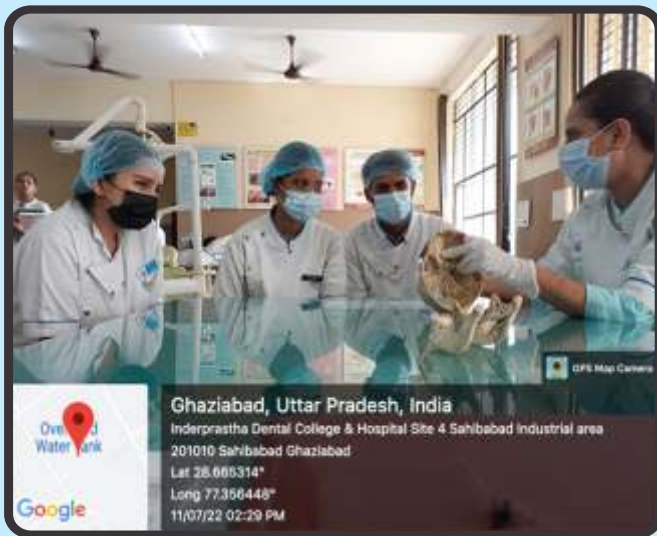 GPS Map Camera
Ghaziabad, Uttar Pradesh, India
Inderprastha Dental College & Hospital Site 4 Sahibabad Industrial area
201010 Sahibabad Ghaziabad
Lat 28.665314°
Long 77.356448°
11/07/22 02:29 PM
Water
Google